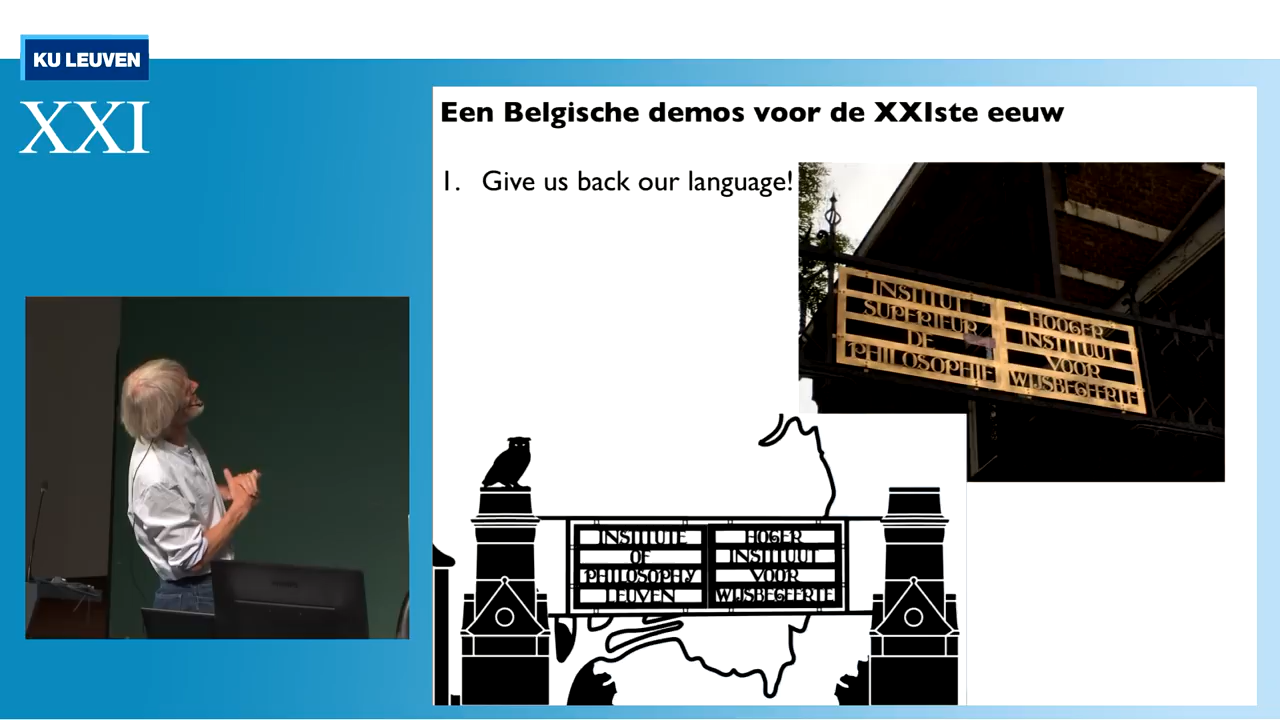 KU LEUVEN
XXI
Een Belgische demos voor de XXIste eeuw
1. Give us back our language!
INSTITUT
SUPERIEUR
DE
PHILOSOPHIE
HOOGER
INSTITUUT
VOOR
WIJSBEGEERTE
INSTITUTE
OF
PHILOSOPHY
LEUVEN
HOGER
INSTITUUT
VOOR
WIJSBEGEERTE